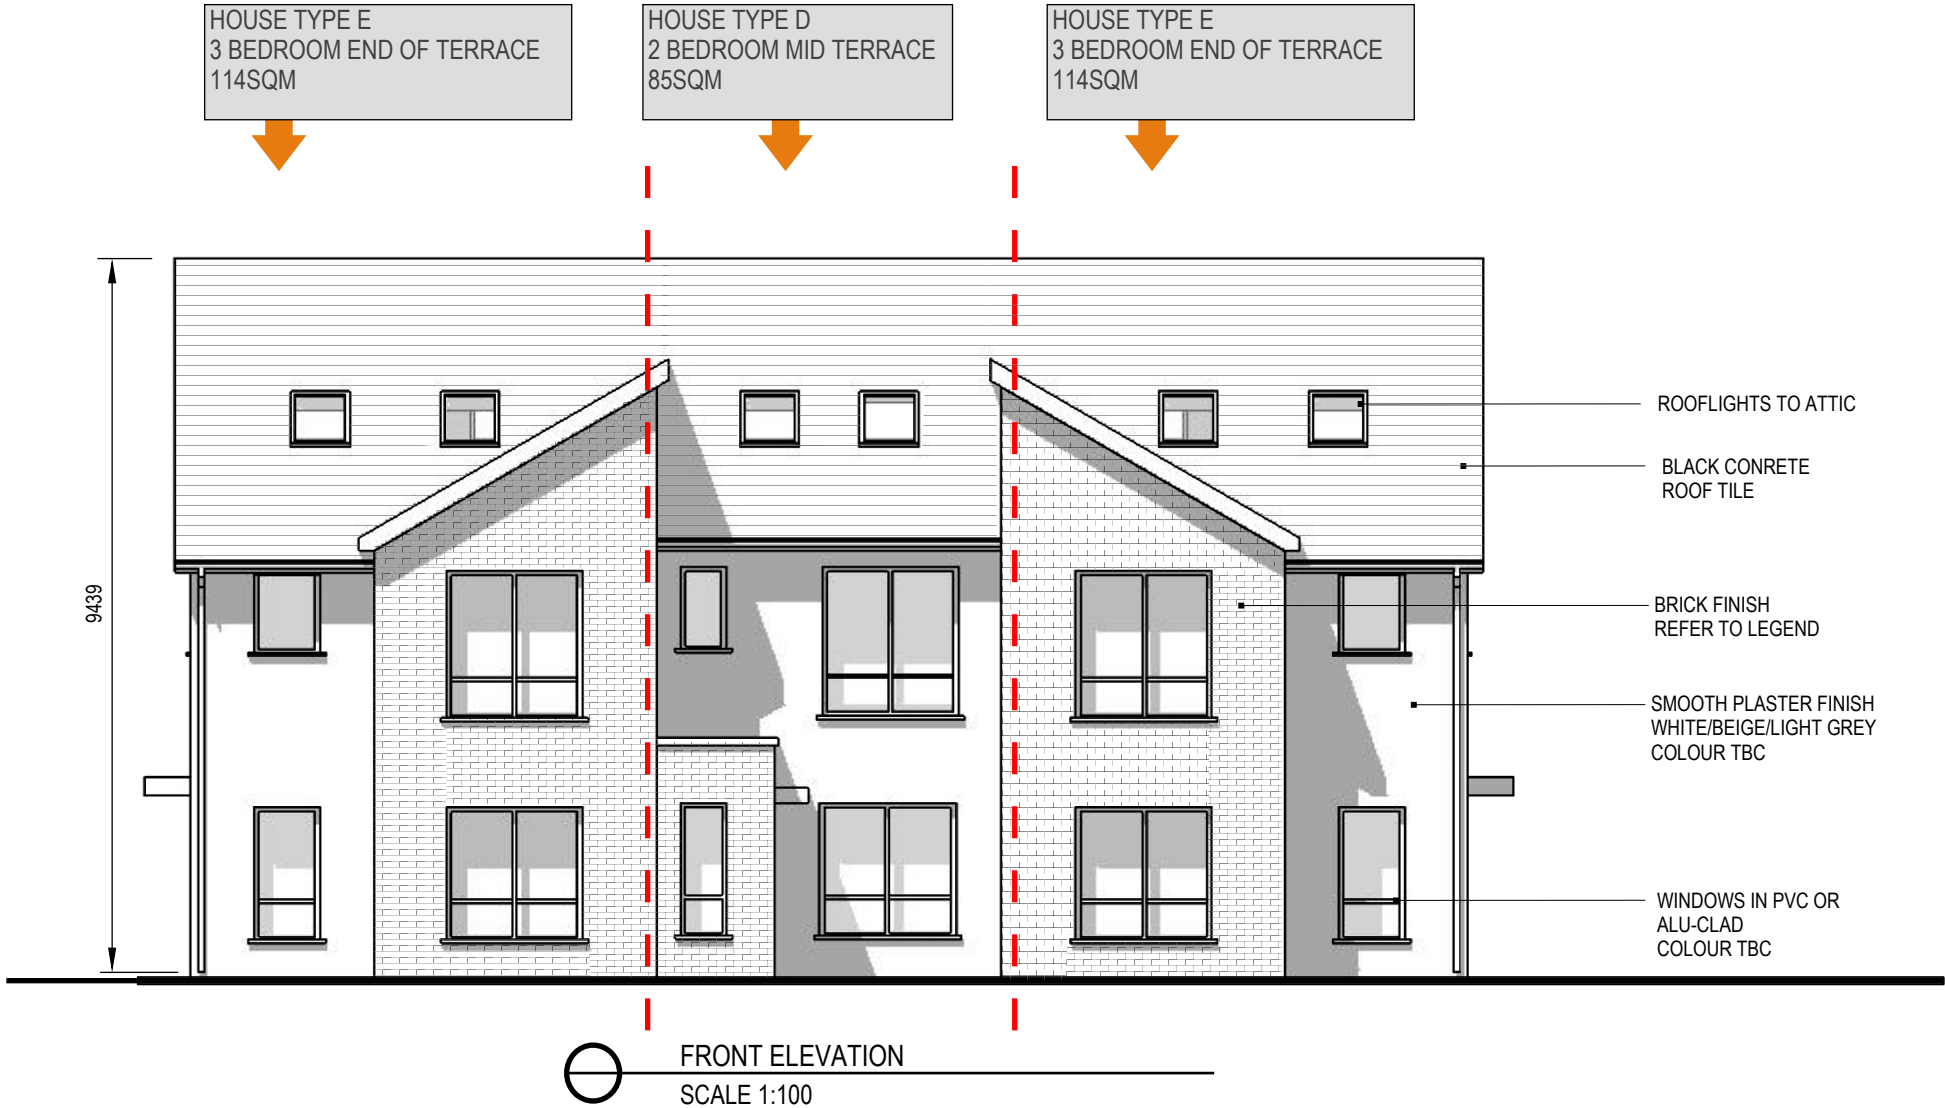 HOUSE TYPE E
3 BEDROOM END OF TERRACE
114SQM
HOUSE TYPE D
2 BEDROOM MID TERRACE
85SQM
HOUSE TYPE E
3 BEDROOM END OF TERRACE
114SQM
9439
ROOFLIGHTS TO ATTIC
BLACK CONRETE
ROOF TILE
BRICK FINISH
REFER TO LEGEND
SMOOTH PLASTER FINISH
WHITE/BEIGE/LIGHT GREY
COLOUR TBC
WINDOWS IN PVC OR
ALU-CLAD
COLOUR TBC
FRONT ELEVATION
SCALE 1:100